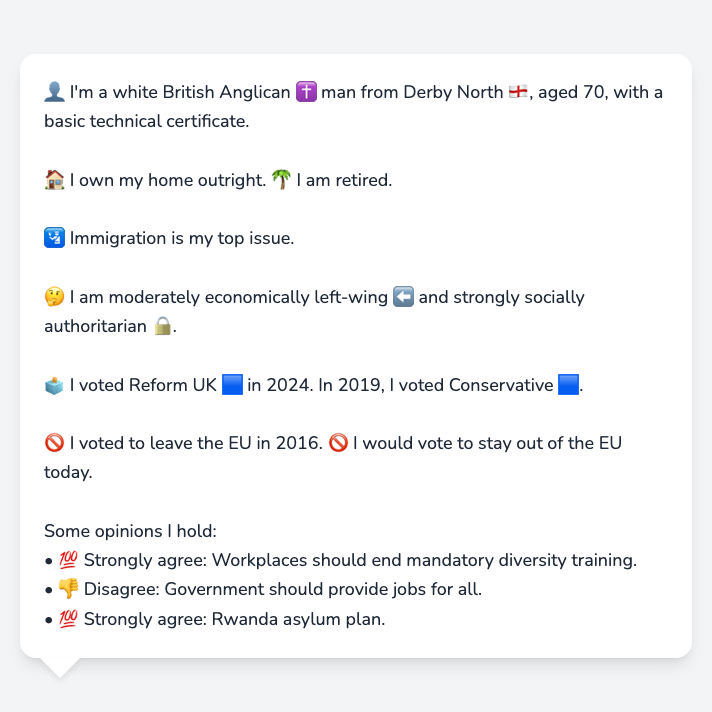 👤 I'm a white British Anglican ✝️ man from Derby North 🏴󠁧󠁢󠁥󠁮󠁧󠁿, aged 70, with a
basic technical certificate.
🏠 I own my home outright. 🌴 I am retired.
🛂 Immigration is my top issue.
🤔 I am moderately economically left-wing ⬅️ and strongly socially
authoritarian 🔒.
🗳️ I voted Reform UK 🟦 in 2024. In 2019, I voted Conservative 🟦.
🚫 I voted to leave the EU in 2016. 🚫 I would vote to stay out of the EU
today.
Some opinions I hold:
• 💯 Strongly agree: Workplaces should end mandatory diversity training.
• 👎 Disagree: Government should provide jobs for all.
• 💯 Strongly agree: Rwanda asylum plan.